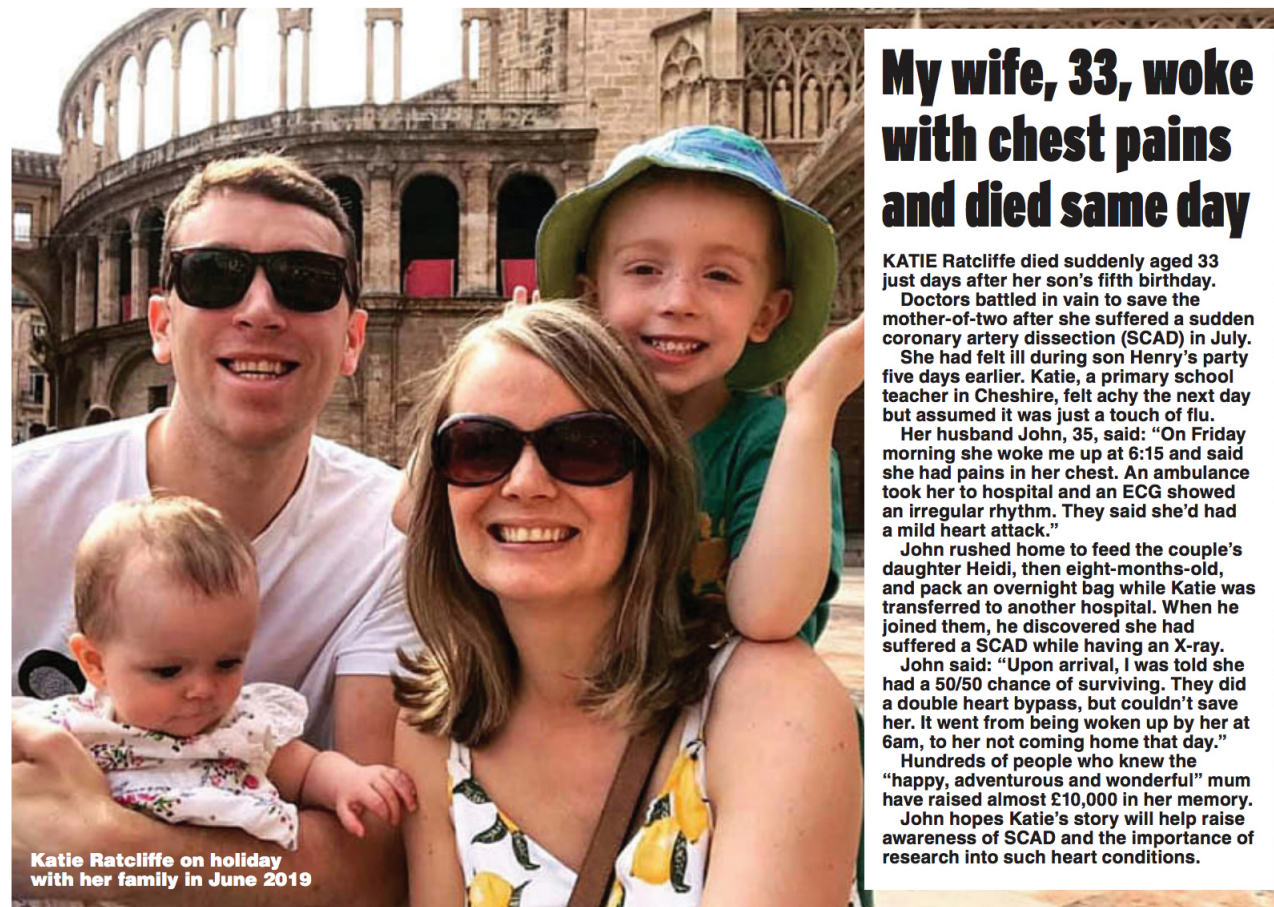 My wife, 33, woke
with chest pains
and died same day
KATIE Ratcliffe died suddenly aged 33
just days after her son’s fifth birthday.
Doctors battled in vain to save the
mother-of-two after she suffered a sudden
coronary artery dissection (SCAD) in July.
She had felt ill during son Henry’s party
five days earlier. Katie, a primary school
teacher in Cheshire, felt achy the next day
but assumed it was just a touch of flu.
Her husband John, 35, said: “On Friday
morning she woke me up at 6:15 and said
she had pains in her chest. An ambulance
took her to hospital and an ECG showed
an irregular rhythm. They said she’d had
a mild heart attack.”
John rushed home to feed the couple’s
daughter Heidi, then eight-months-old,
and pack an overnight bag while Katie was
transferred to another hospital. When he
joined them, he discovered she had
suffered a SCAD while having an X-ray.
John said: “Upon arrival, I was told she
had a 50/50 chance of surviving. They did
a double heart bypass, but couldn’t save
her. It went from being woken up by her at
6am, to her not coming home that day.”
Hundreds of people who knew the
“happy, adventurous and wonderful” mum
have raised almost £10,000 in her memory.
John hopes Katie’s story will help raise
awareness of SCAD and the importance of
research into such heart conditions.
Katie Ratcliffe on holiday
with her family in June 2019